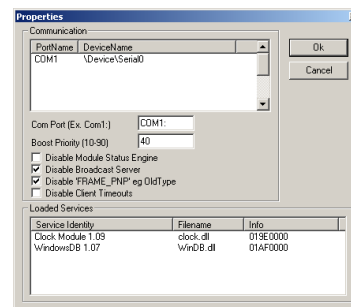 Properties
Communication
PortName DeviceName
COM1 \Device\Serial0
Ok
Cancel
Com Port (Ex. Com1:) COM1:
Boost Priority (10-90) 40
Disable Module Status Engine
Disable Broadcast Server
Disable 'FRAME_PNP' eg OldType
Disable Client Timeouts
Loaded Services
Service Identity Filename Info
Clock Module 1.09 clock.dll 019E0000
WindowsDB 1.07 WinDB.dll 01AF0000